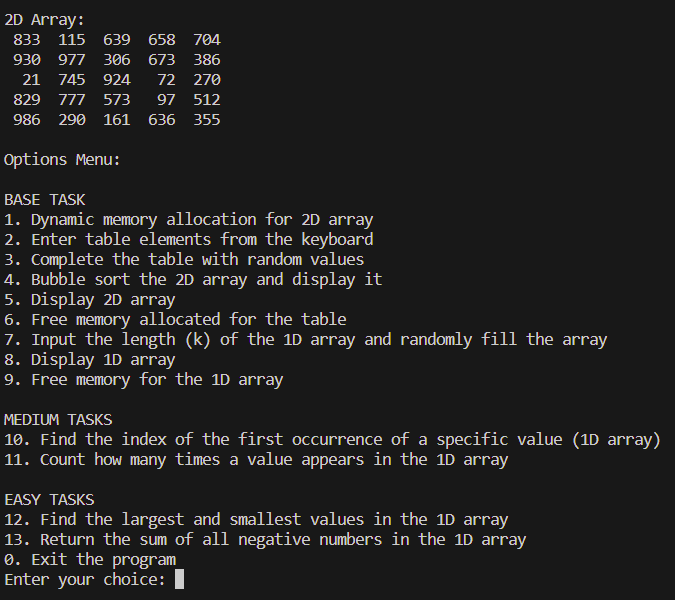 2D Array:
833 115 639 658 704
930 977 306 673 386
21 745 924 72 270
829 777 573 97 512
986 290 161 636 355
Options Menu:
BASE TASK
1. Dynamic memory allocation for 2D array
2. Enter table elements from the keyboard
3. Complete the table with random values
4. Bubble sort the 2D array and display it
5. Display 2D array
6. Free memory allocated for the table
7. Input the length (k) of the 1D array and randomly fill the array
8. Display 1D array
9. Free memory for the 1D array
MEDIUM TASKS
10. Find the index of the first occurrence of a specific value (1D array)
11. Count how many times a value appears in the 1D array
EASY TASKS
12. Find the largest and smallest values in the 1D array
13. Return the sum of all negative numbers in the 1D array
0. Exit the program
Enter your choice: